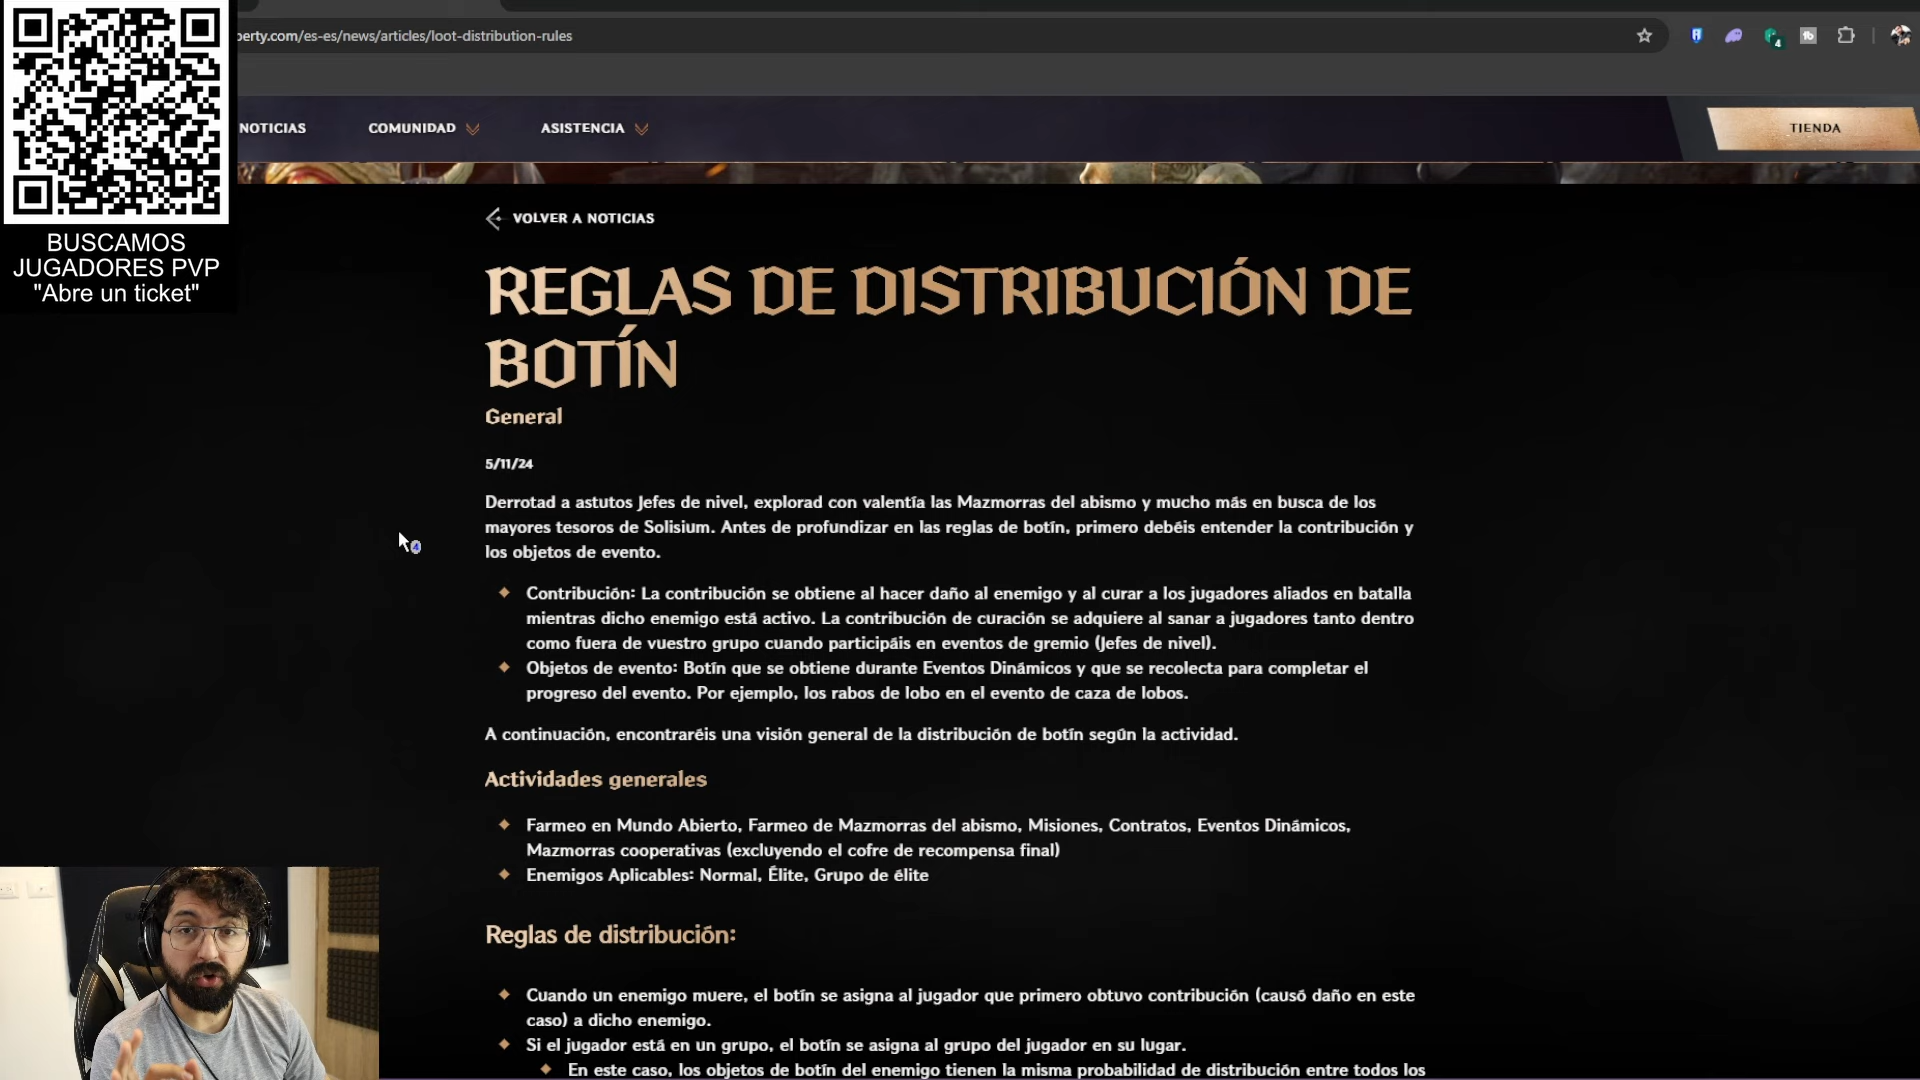 perty.com/es-es/news/articles/loot-distribution-rules
4
NOTICIAS
COMUNIDAD
ASISTENCIA
TIENDA
BUSCAMOS
JUGADORES PVP
"Abre un ticket"
VOLVER A NOTICIAS
REGLAS DE DISTRIBUCIÓN DE
BOTÍN
General
5/11/24
Derrotad a astutos Jefes de nivel, explorad con valentía las Mazmorras del abismo y mucho más en busca de los
mayores tesoros de Solisium. Antes de profundizar en las reglas de botín, primero debéis entender la contribución y
los objetos de evento.
Contribución: La contribución se obtiene al hacer daño al enemigo y al curar a los jugadores aliados en batalla
mientras dicho enemigo está activo. La contribución de curación se adquiere al sanar a jugadores tanto dentro
como fuera de vuestro grupo cuando participáis en eventos de gremio (Jefes de nivel).
Objetos de evento: Botín que se obtiene durante Eventos Dinámicos y que se recolecta para completar el
progreso del evento. Por ejemplo, los rabos de lobo en el evento de caza de lobos.
A continuación, encontraréis una visión general de la distribución de botín según la actividad.
Actividades generales
Farmeo en Mundo Abierto, Farmeo de Mazmorras del abismo, Misiones, Contratos, Eventos Dinámicos,
Mazmorras cooperativas (excluyendo el cofre de recompensa final)
Enemigos Aplicables: Normal, Élite, Grupo de élite
Reglas de distribución:
Cuando un enemigo muere, el botín se asigna al jugador que primero obtuvo contribución (causó daño en este
caso) a dicho enemigo.
Si el jugador está en un grupo, el botín se asigna al grupo del jugador en su lugar.
En este caso, los objetos de botín del enemigo tienen la misma probabilidad de distribución entre todos los